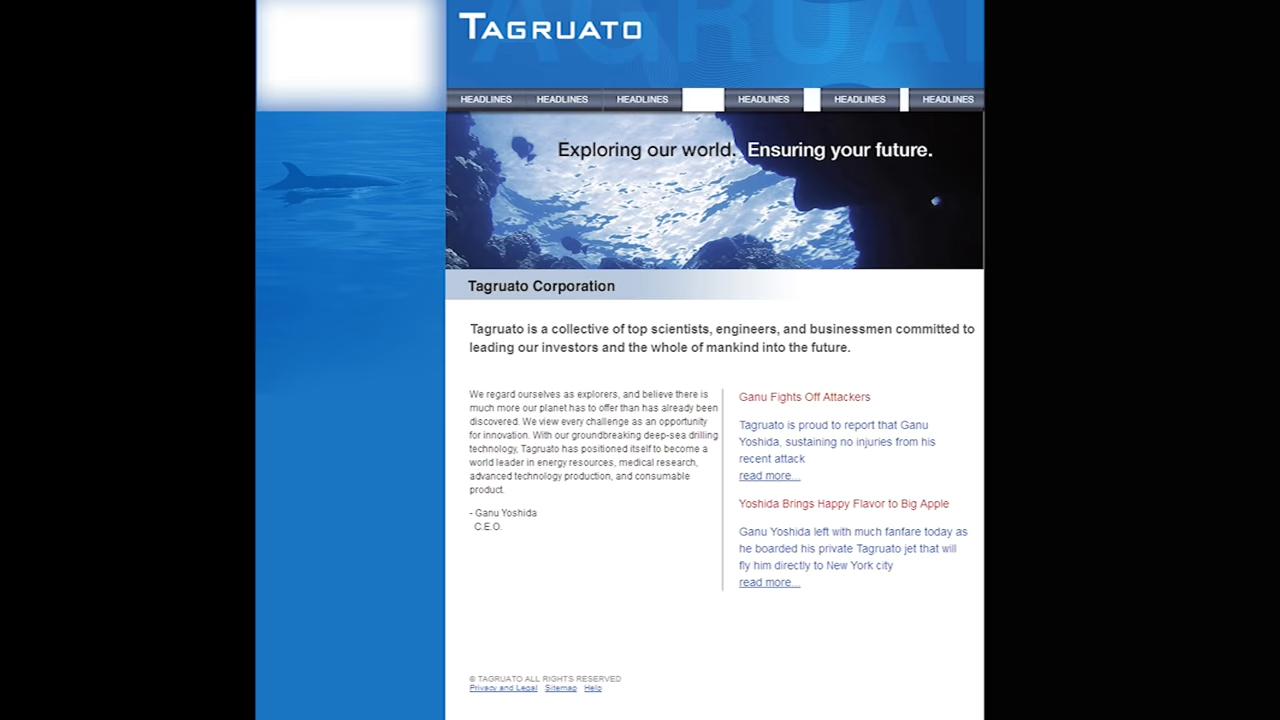 TAGRUATO
HEADLINES HEADLINES HEADLINES HEADLINES HEADLINES HEADLINES
Exploring our world. Ensuring your future.
Tagruato Corporation
Tagruato is a collective of top scientists, engineers, and businessmen committed to
leading our investors and the whole of mankind into the future.
We regard ourselves as explorers, and believe there is
much more our planet has to offer than has already been
discovered. We view every challenge as an opportunity
for innovation. With our groundbreaking deep-sea drilling
technology, Tagruato has positioned itself to become a
world leader in energy resources, medical research,
advanced technology production, and consumable
product.
- Ganu Yoshida
C.E.O.
Ganu Fights Off Attackers
Tagruato is proud to report that Ganu
Yoshida, sustaining no injuries from his
recent attack
read more...
Yoshida Brings Happy Flavor to Big Apple
Ganu Yoshida left with much fanfare today as
he boarded his private Tagruato jet that will
fly him directly to New York city
read more...
© TAGRUATO ALL RIGHTS RESERVED
Privacy and Legal Sitemap Help